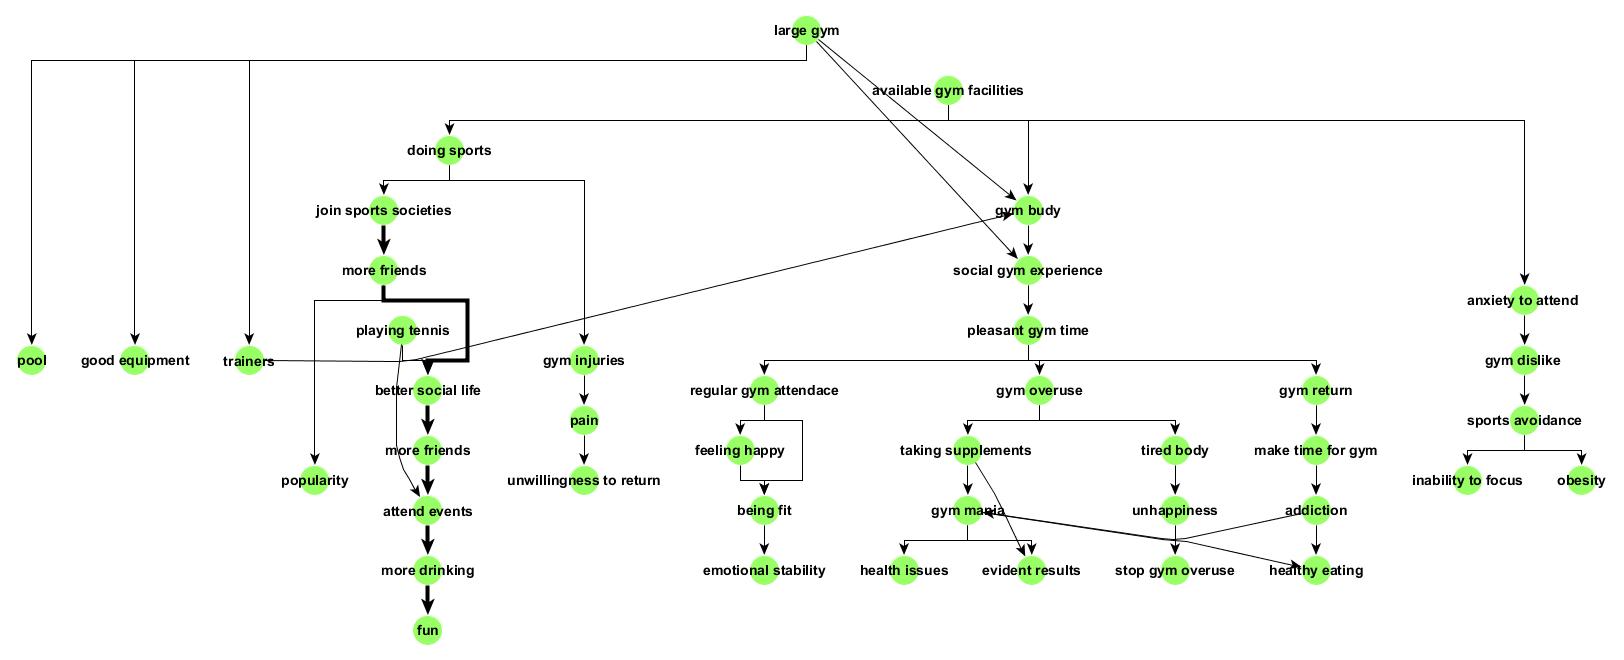 large gym
available gym facilities
doing sports
join sports societies
gym budy
more friends
social gym experience
anxiety to attend
playing tennis
pleasant gym time
pool
good equipment
trainers
gym injuries
gym dislike
better social life
regular gym attendace
gym overuse
gym return
pain
sports avoidance
more friends
feeling happy
taking supplements
tired body
make time for gym
popularity
unwillingness to return
inability to focus
obesity
attend events
being fit
gym mania
unhappiness
addiction
more drinking
emotional stability
health issues
evident results
stop gym overuse
healthy eating
fun